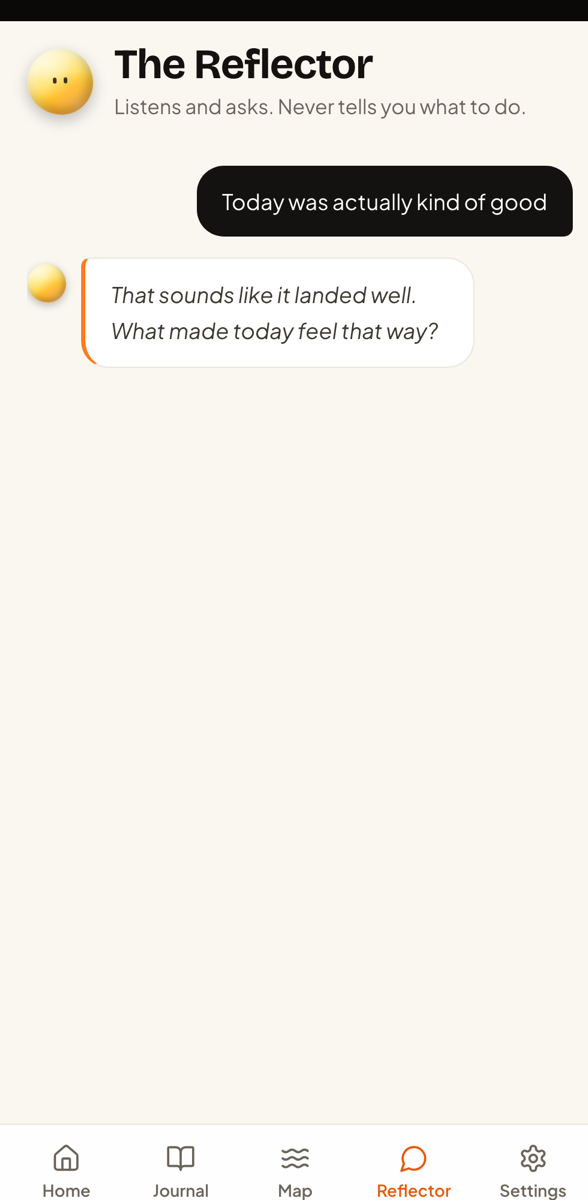 The Reflector
Listens and asks. Never tells you what to do.
Today was actually kind of good
That sounds like it landed well.
What made today feel that way?
Home
Journal
Map
Reflector
Settings